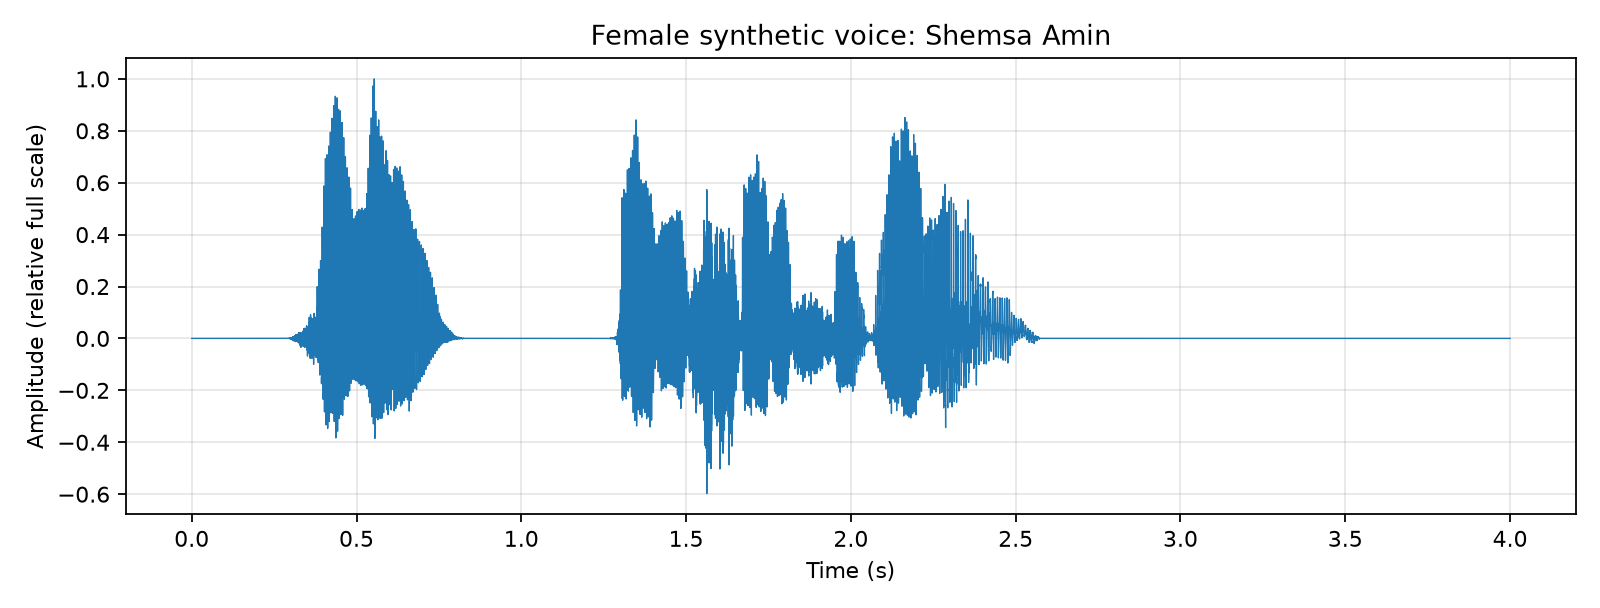 Female synthetic voice: Shemsa Amin
Amplitude (relative full scale)
1.0
0.8
0.6
0.4
0.2
0.0
−0.2
−0.4
−0.6
0.0 0.5 1.0 1.5 2.0 2.5 3.0 3.5 4.0
Time (s)